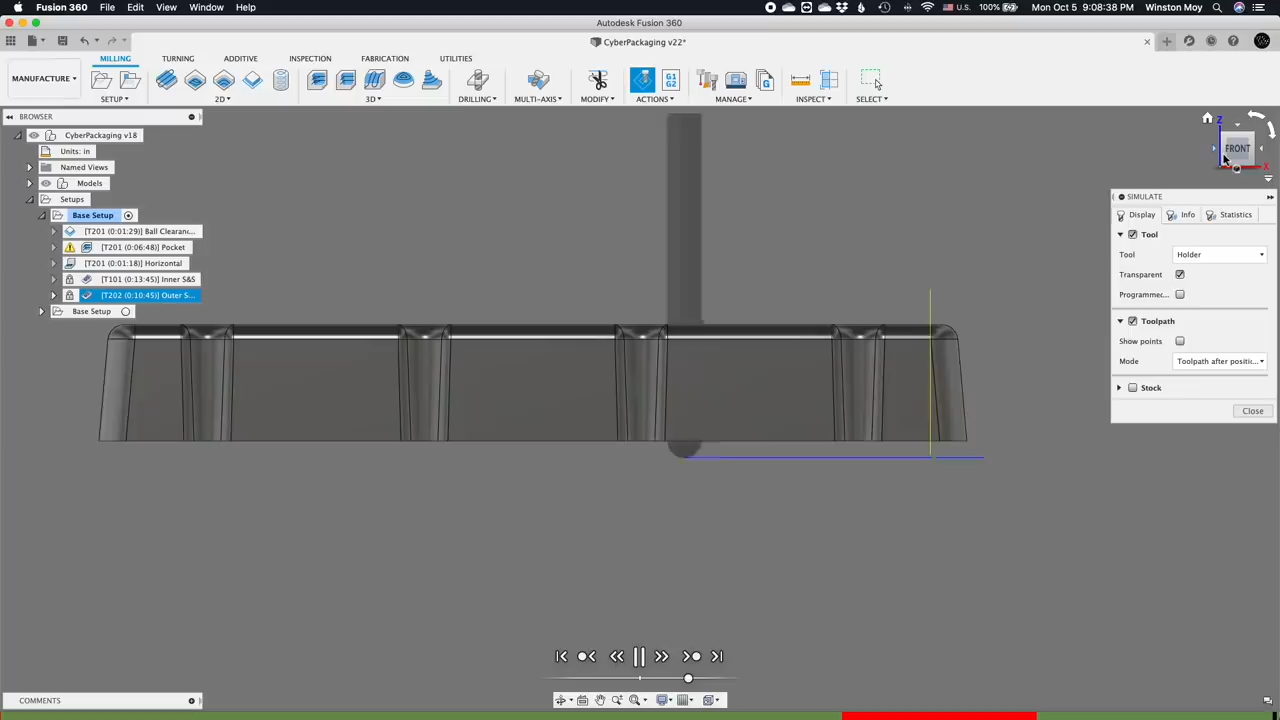 Fusion 360 File Edit View Window Help 100% U.S. Mon Oct 5 9:08:38 PM Winston Moy
Autodesk Fusion 360
CyberPackaging v22*
MILLING TURNING ADDITIVE INSPECTION FABRICATION UTILITIES
MANUFACTURE
G1 G2
SETUP 2D 3D DRILLING MULTI-AXIS MODIFY ACTIONS MANAGE INSPECT SELECT
BROWSER
CyberPackaging v18
Units: in
Named Views
Models
Setups
Base Setup
[T201 (0:01:29)] Ball Clearanc...
[T201 (0:06:48)] Pocket
[T201 (0:01:18)] Horizontal
[T101 (0:13:45)] Inner S&S
[T202 (0:10:45)] Outer S...
Base Setup
Z
FRONT
X
SIMULATE
Display Info Statistics
Tool
Tool Holder
Transparent
Programmer...
Toolpath
Show points
Mode Toolpath after positi...
Stock
Close
COMMENTS